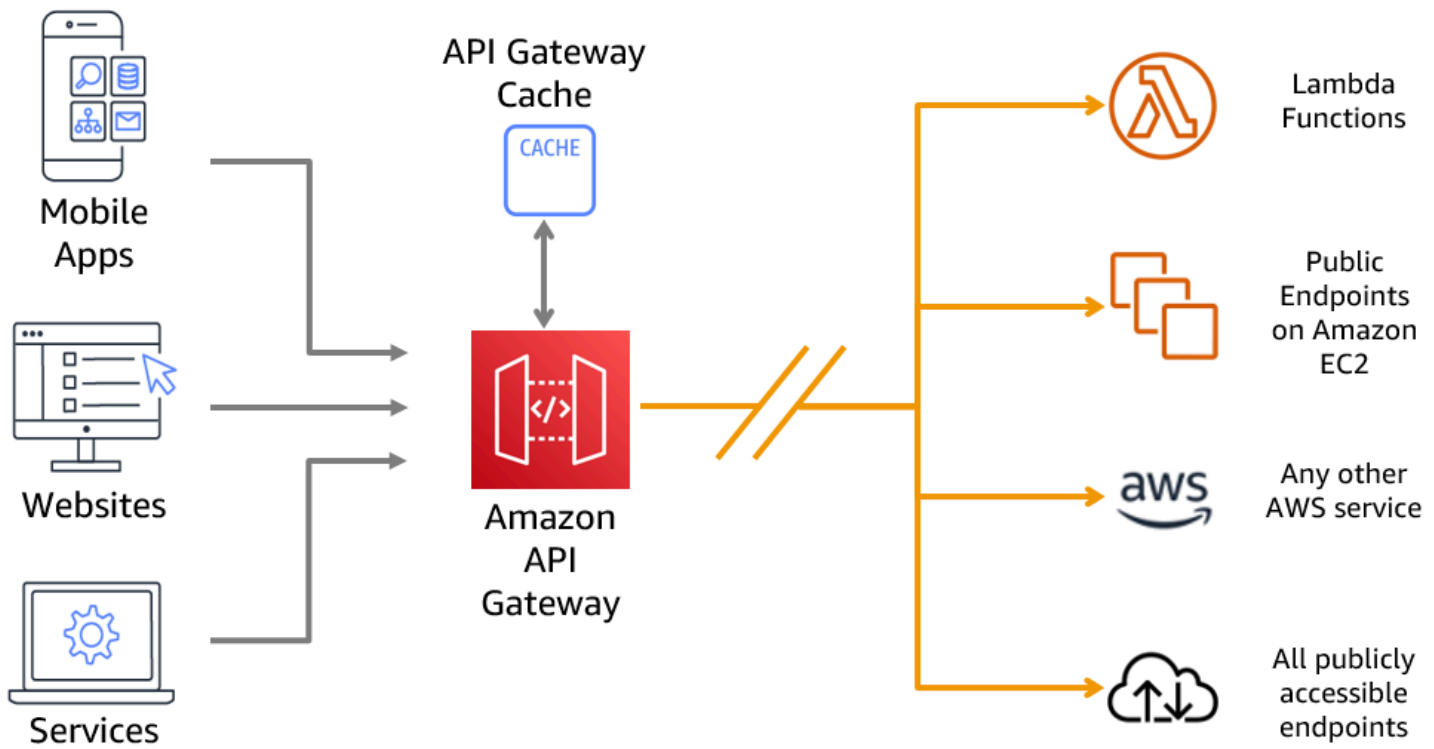 Mobile
Apps
Websites
Services
API Gateway
Cache
CACHE
</>
Amazon
API
Gateway
Lambda
Functions
Public
Endpoints
on Amazon
EC2
aws
Any other
AWS service
All publicly
accessible
endpoints